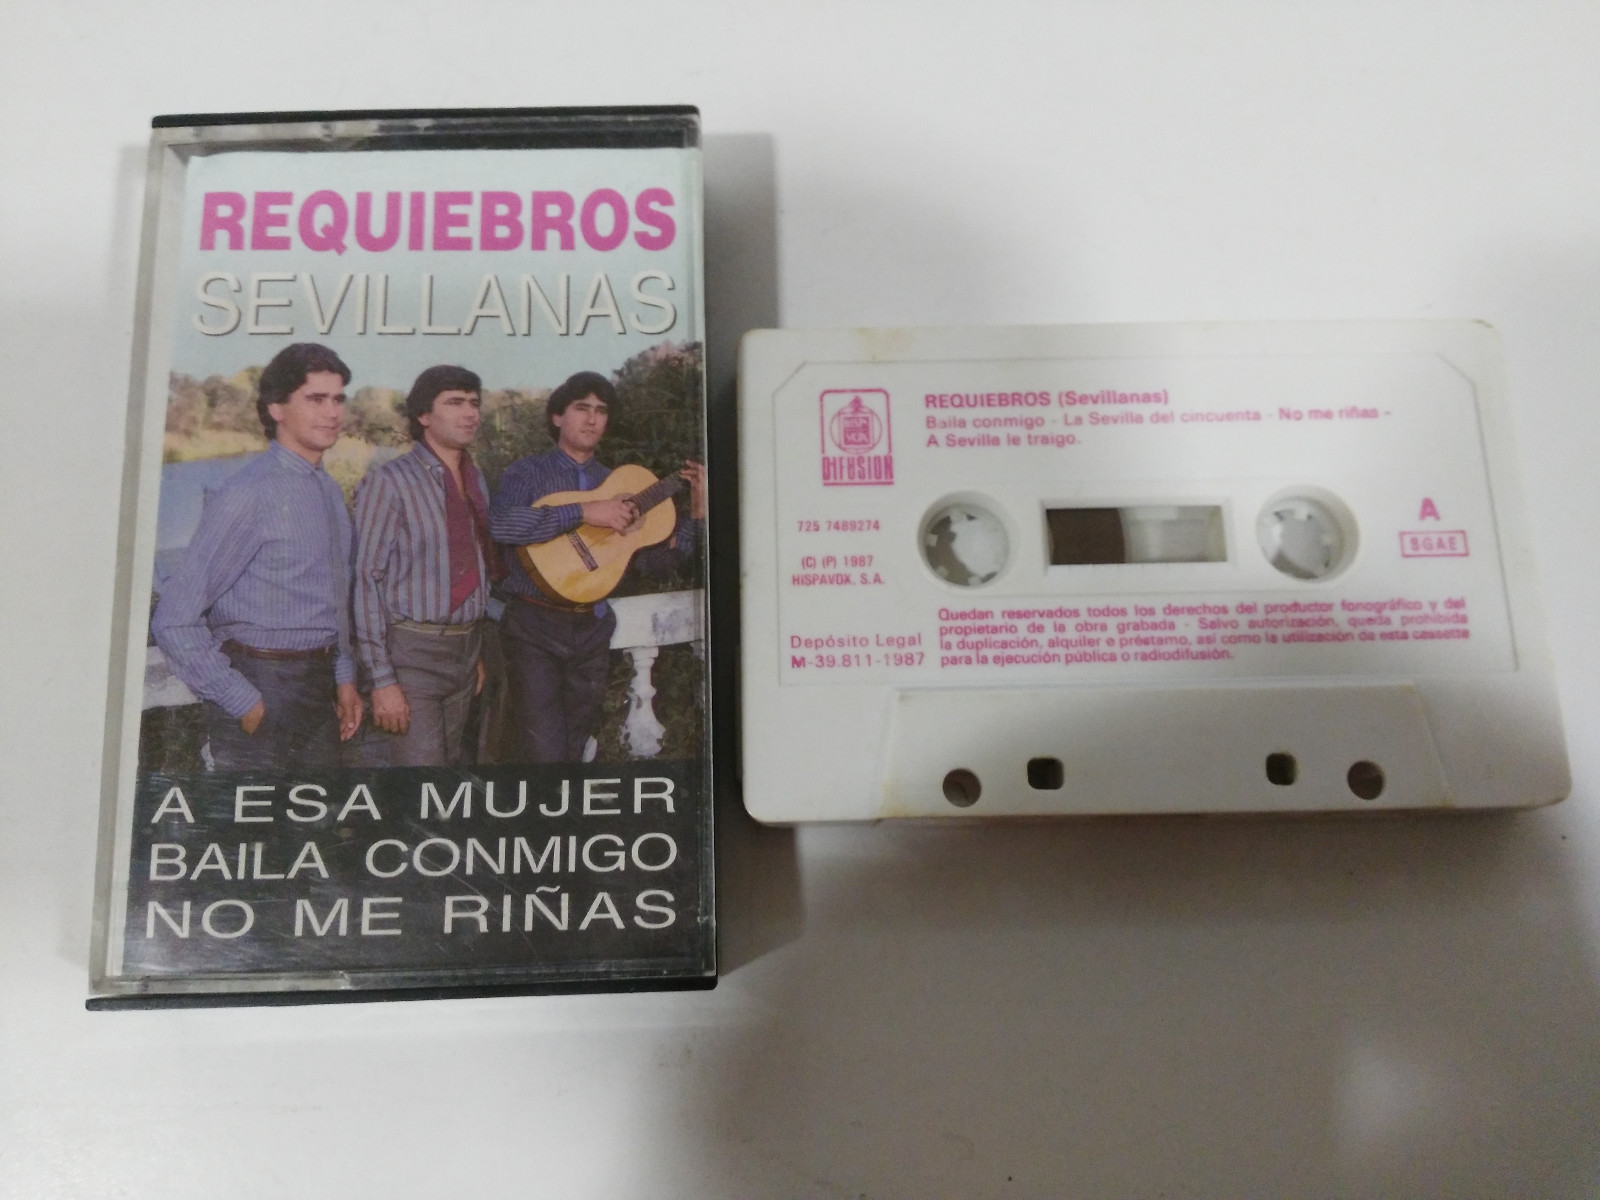 REQUIEBROS
SEVILLANAS
A ESA MUJER
BAILA CONMIGO
NO ME RIÑAS
REQUIEBROS (Sevillanas)
Baila conmigo - La Sevilla del cincuenta - No me riñas -
A Sevilla le traigo.
HISPAVOX
DIFUSION
725 7489274
(C) (P) 1987
HISPAVOX, S.A.
A
SGAE
Depósito Legal
M-39.811-1987
Quedan reservados todos los derechos del productor fonográfico y del
propietario de la obra grabada - Salvo autorización, queda prohibida
la duplicación, alquiler o préstamo, así como la utilización de esta cassette
para la ejecución pública o radiodifusión.